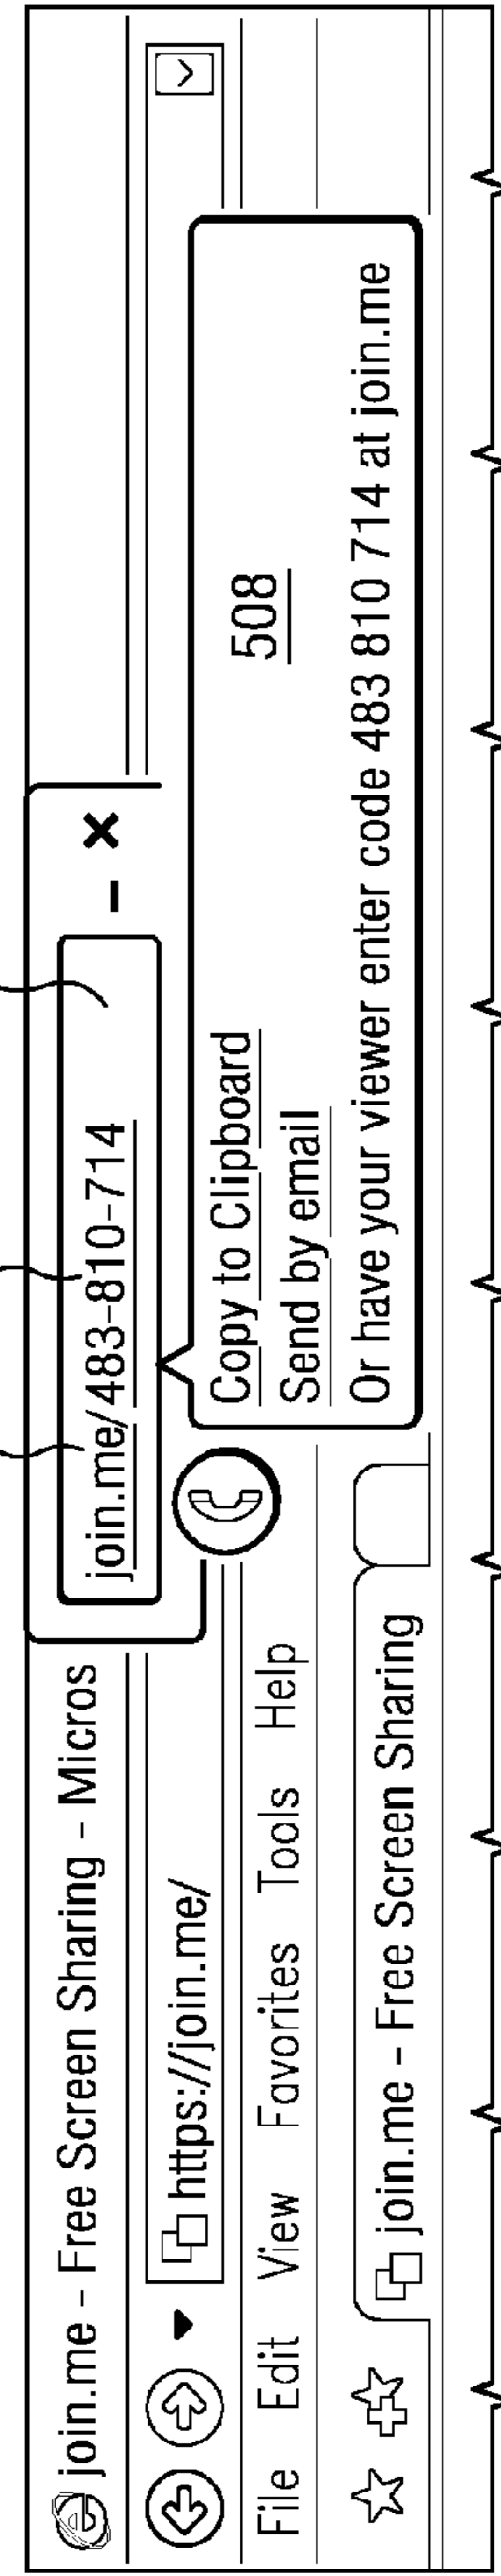 join.me - Free Screen Sharing - Micros
join.me/483-810-714
https://join.me/
File Edit View Favorites Tools Help
Copy to Clipboard
508
Send by email
Or have your viewer enter code 483 810 714 at join.me
join.me - Free Screen Sharing